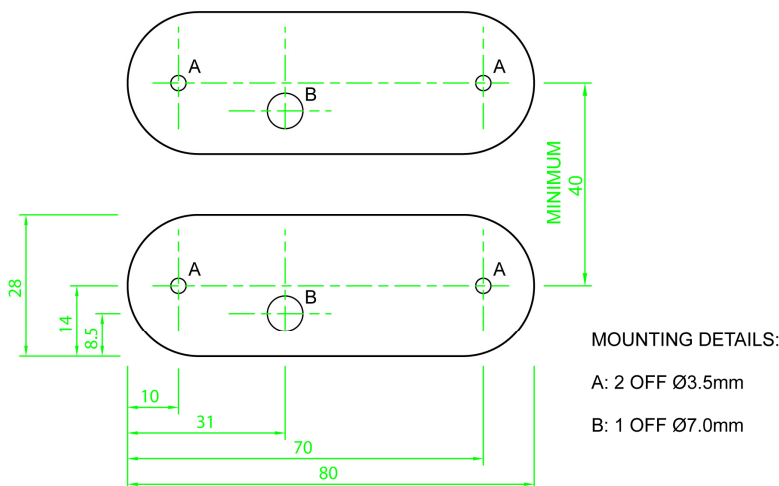 A
A
B
MINIMUM
40
A
A
B
28
14
8.5
10
31
70
80
MOUNTING DETAILS:
A: 2 OFF Ø3.5mm
B: 1 OFF Ø7.0mm